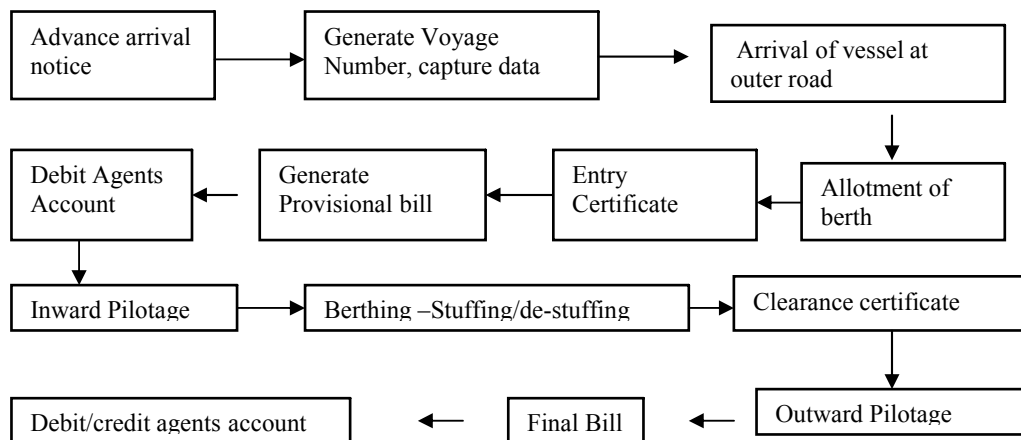 Advance arrival
notice
Generate Voyage
Number, capture data
Arrival of vessel at
outer road
Allotment of
berth
Entry
Certificate
Generate
Provisional bill
Debit Agents
Account
Inward Pilotage
Berthing –Stuffing/de-stuffing
Clearance certificate
Outward Pilotage
Final Bill
Debit/credit agents account